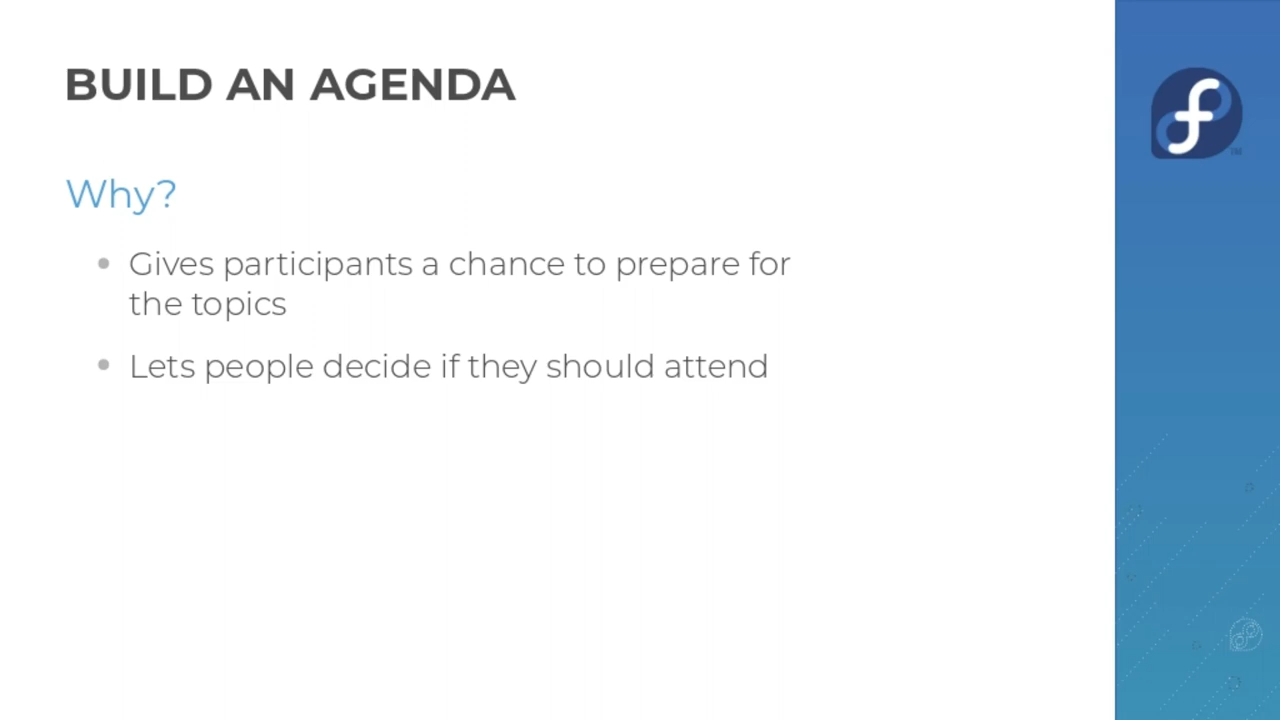 BUILD AN AGENDA
Why?
• Gives participants a chance to prepare for
the topics
• Lets people decide if they should attend